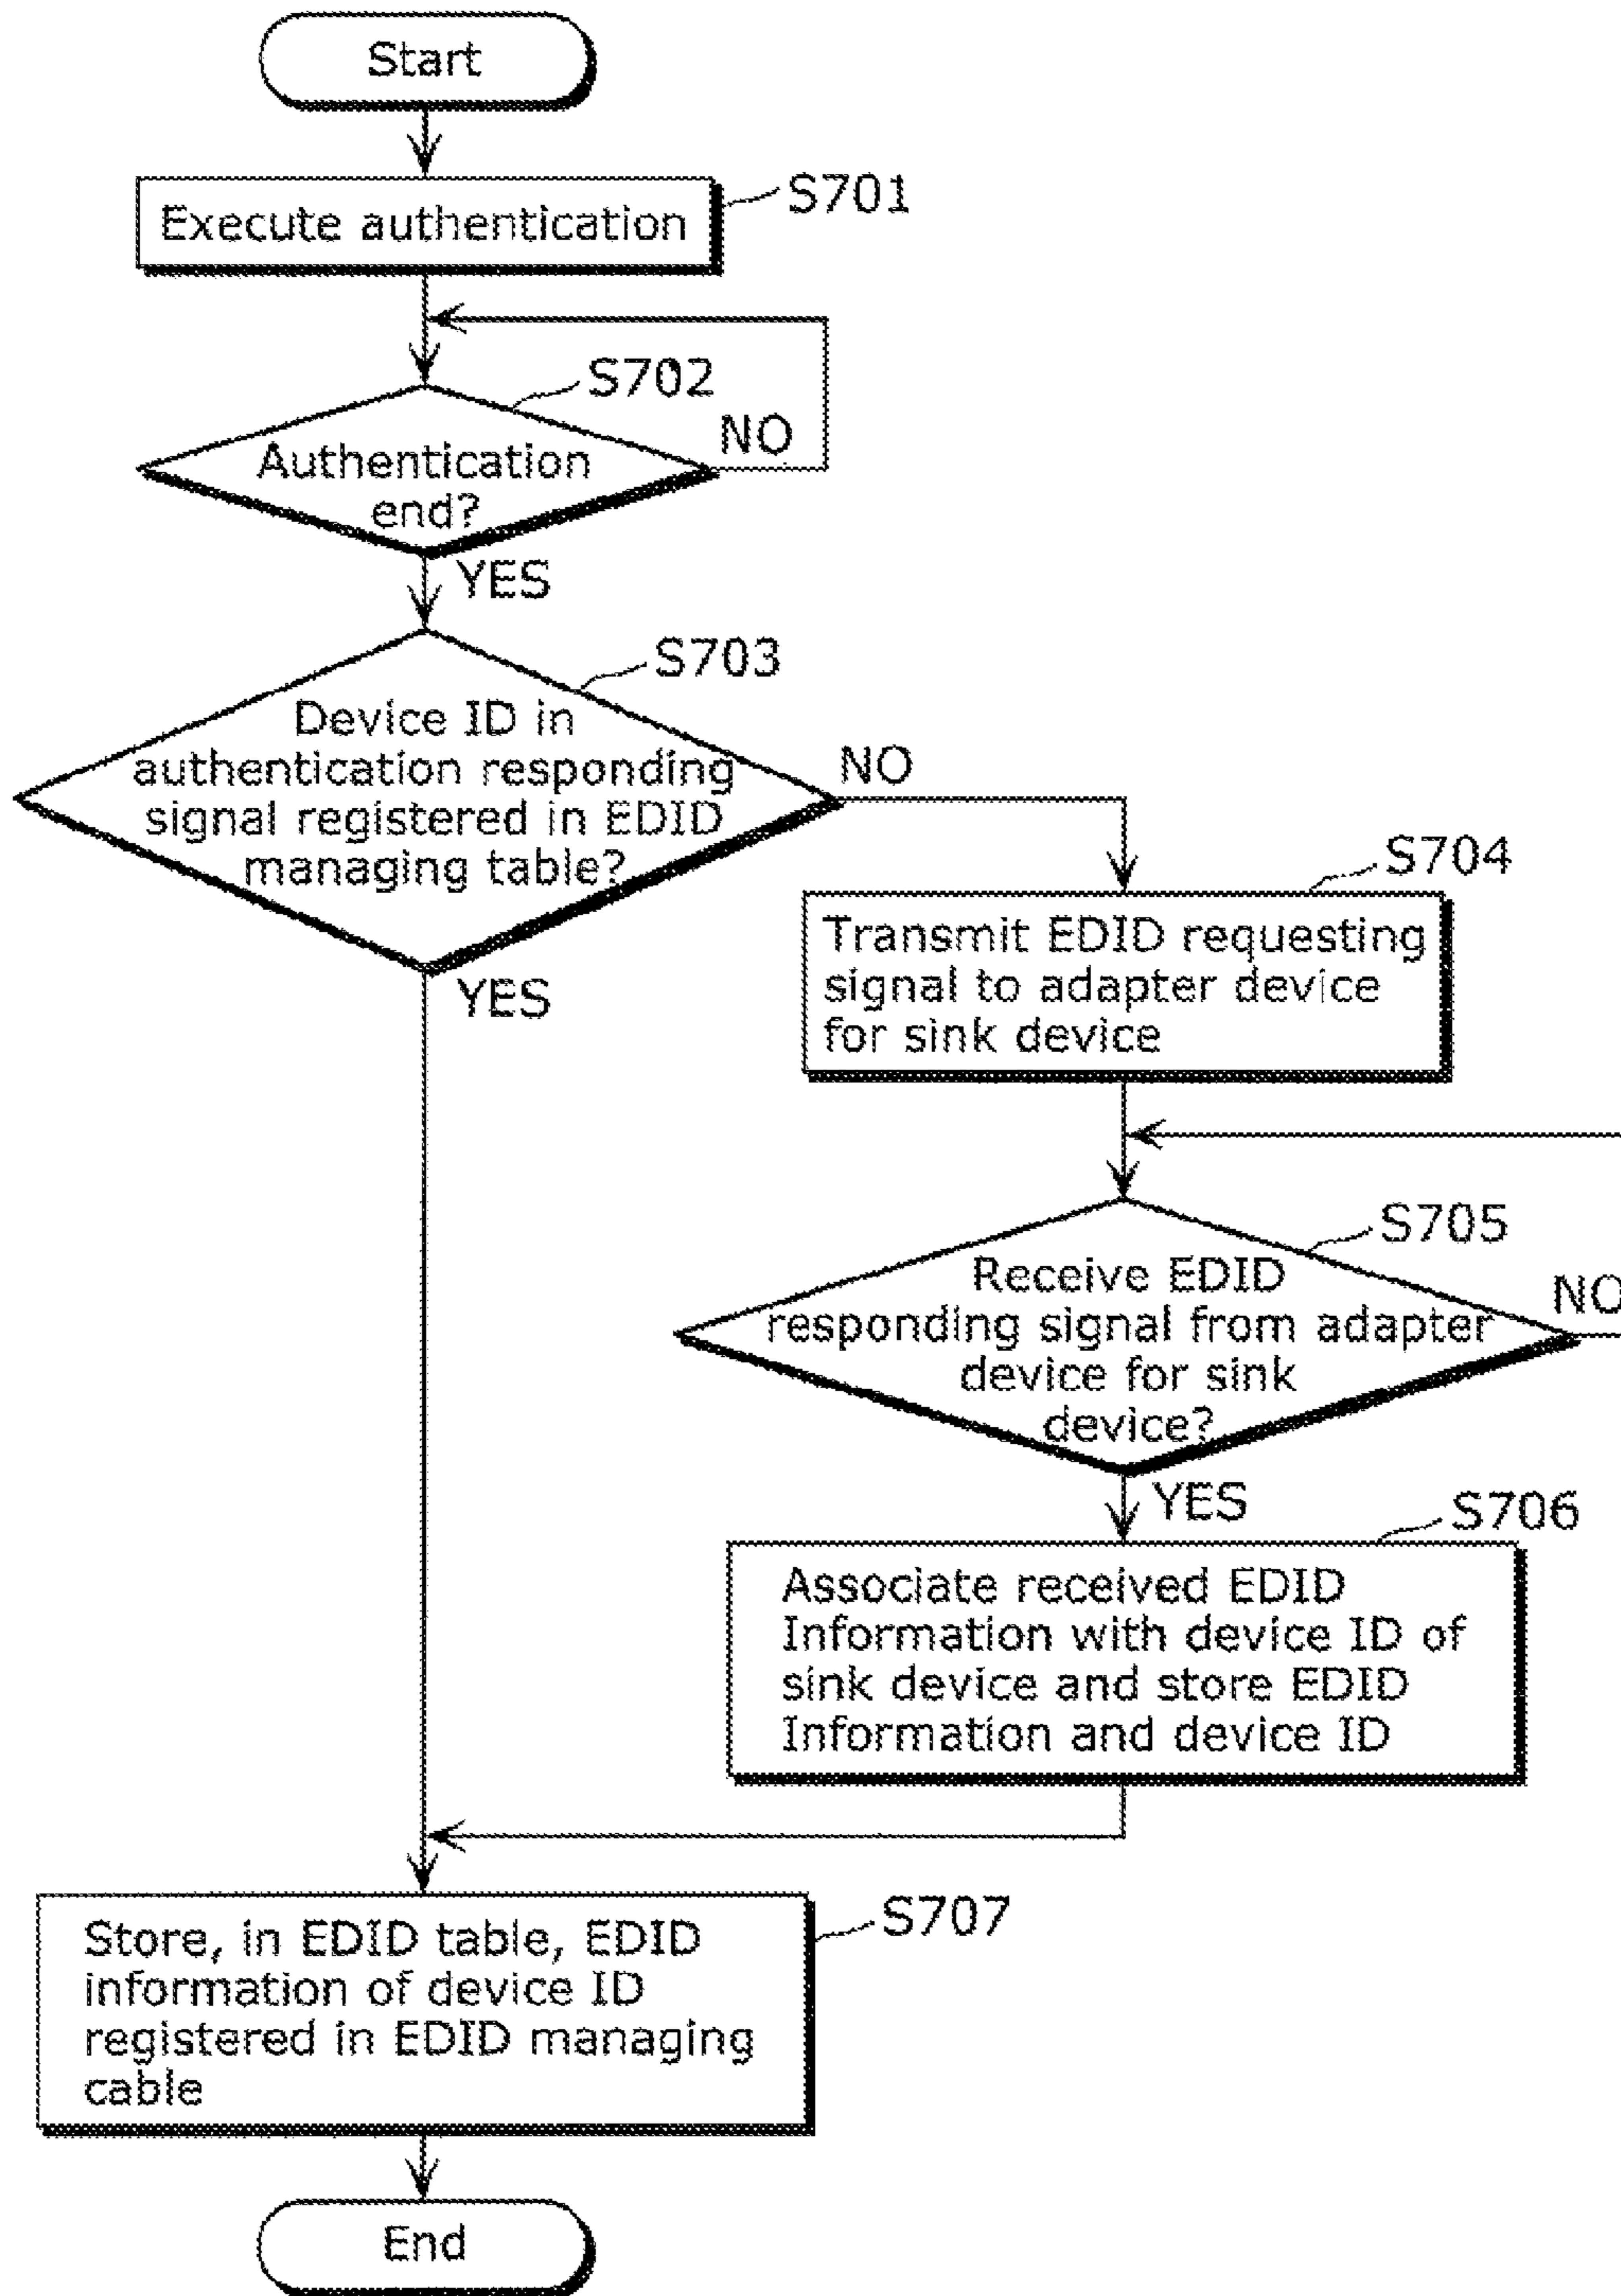 Start
Execute authentication
S701
S702
NO
Authentication
end?
YES
S703
Device ID in
authentication responding
signal registered in EDID
managing table?
NO
YES
S704
Transmit EDID requesting
signal to adapter device
for sink device
S705
Receive EDID
responding signal from adapter
device for sink
device?
NO
YES
S706
Associate received EDID
Information with device ID of
sink device and store EDID
Information and device ID
S707
Store, in EDID table, EDID
information of device ID
registered in EDID managing
cable
End